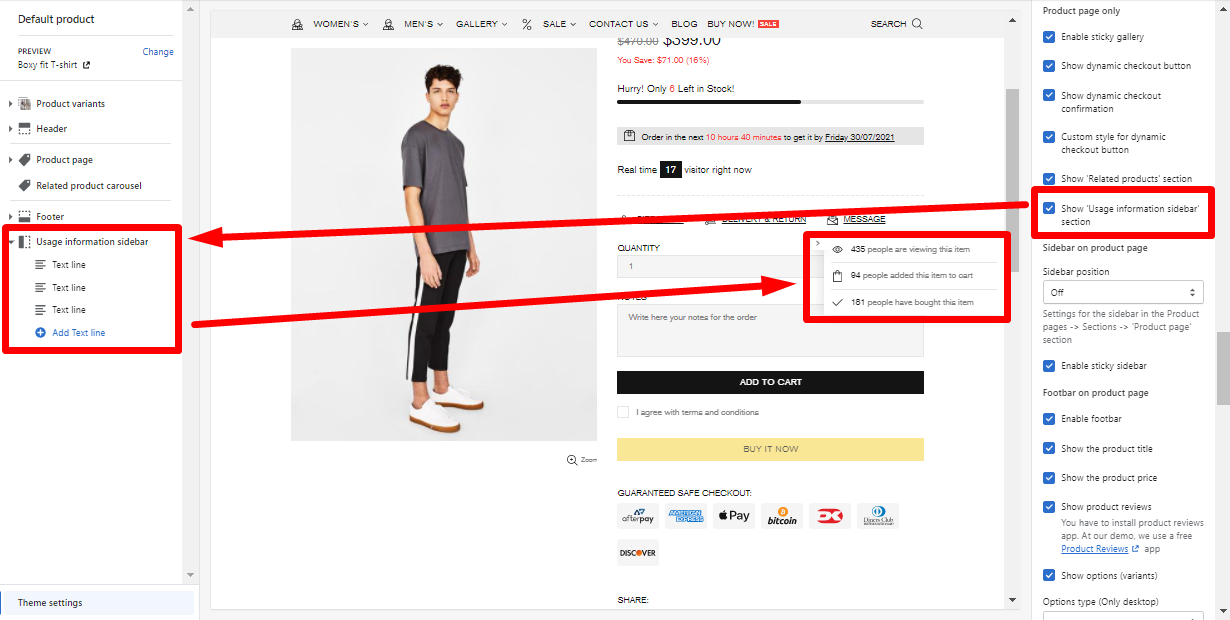 Default product
PREVIEW
Change
Boxy fit T-shirt
Product variants
Header
Product page
Related product carousel
Footer
Usage information sidebar
Text line
Text line
Text line
Add Text line
Theme settings
WOMEN'S
MEN'S
GALLERY
% SALE
CONTACT US
BLOG
BUY NOW! SALE
SEARCH
$470.00 $399.00
You Save: $71.00 (16%)
Hurry! Only 6 Left in Stock!
Order in the next 10 hours 40 minutes to get it by Friday 30/07/2021
Real time 17 visitor right now
DELIVERY & RETURN
MESSAGE
QUANTITY
1
435 people are viewing this item
94 people added this item to cart
181 people have bought this item
NOTES
Write here your notes for the order
ADD TO CART
I agree with terms and conditions
BUY IT NOW
Zoom
GUARANTEED SAFE CHECKOUT:
afterpay
AMERICAN EXPRESS
Pay
bitcoin
Diners Club
DISCOVER
SHARE:
Product page only
Enable sticky gallery
Show dynamic checkout button
Show dynamic checkout
confirmation
Custom style for dynamic
checkout button
Show 'Related products' section
Show 'Usage information sidebar'
section
Sidebar on product page
Sidebar position
Off
Settings for the sidebar in the Product
pages -> Sections -> 'Product page'
section
Enable sticky sidebar
Footbar on product page
Enable footbar
Show the product title
Show the product price
Show product reviews
You have to install product reviews
app. At our demo, we use a free
Product Reviews app
Show options (variants)
Options type (Only desktop)